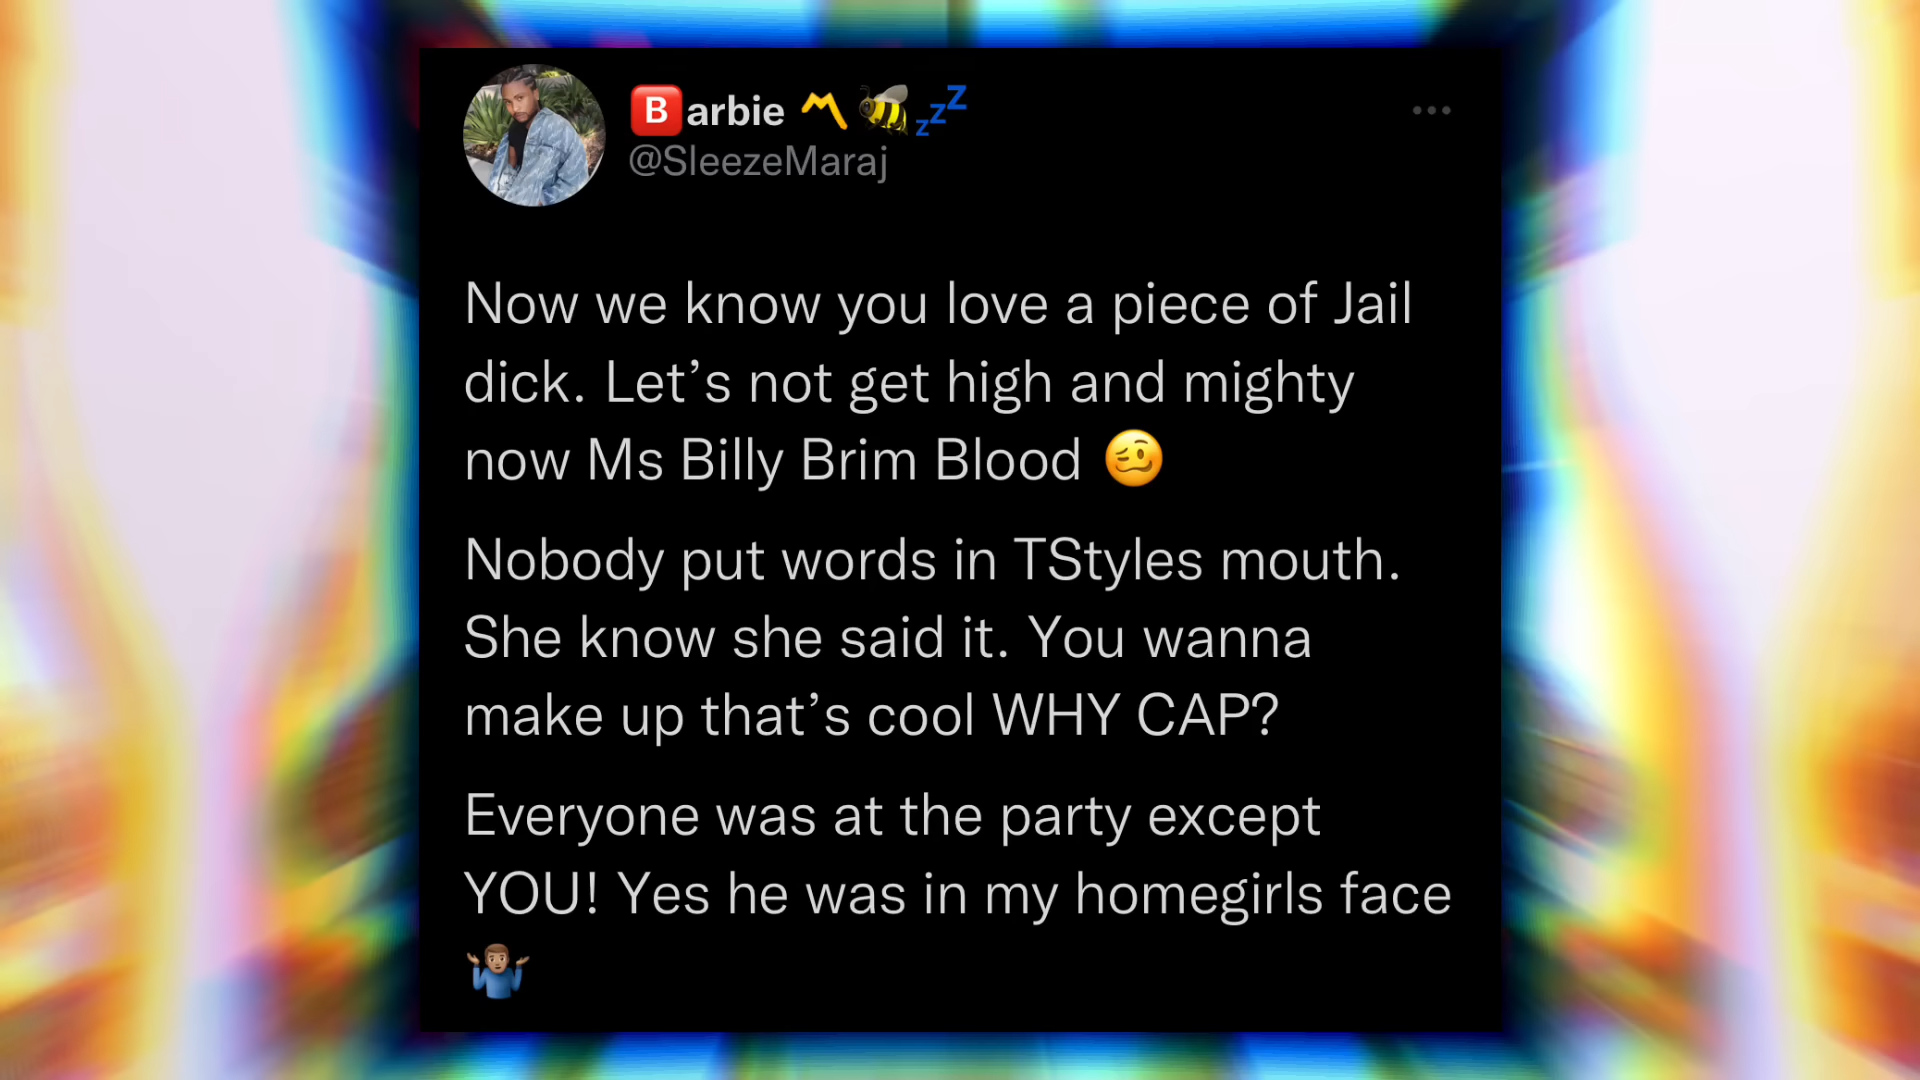 🅱️arbie 〽️🐝💤
@SleezeMaraj
Now we know you love a piece of Jail
dick. Let’s not get high and mighty
now Ms Billy Brim Blood 🥴
Nobody put words in TStyles mouth.
She know she said it. You wanna
make up that’s cool WHY CAP?
Everyone was at the party except
YOU! Yes he was in my homegirls face
🤷🏽‍♂️